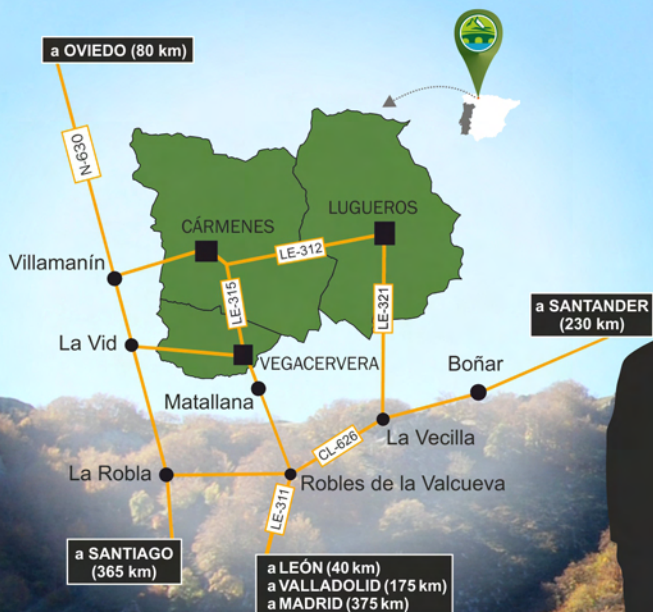 a OVIEDO (80 km)
N-630
CÁRMENES
LUGUEROS
LE-312
Villamanín
LE-315
LE-321
a SANTANDER
(230 km)
La Vid
VEGACERVERA
Boñar
Matallana
La Vecilla
CL-626
La Robla
Robles de la Valcueva
LE-311
a SANTIAGO
(365 km)
a LEÓN (40 km)
a VALLADOLID (175 km)
a MADRID (375 km)